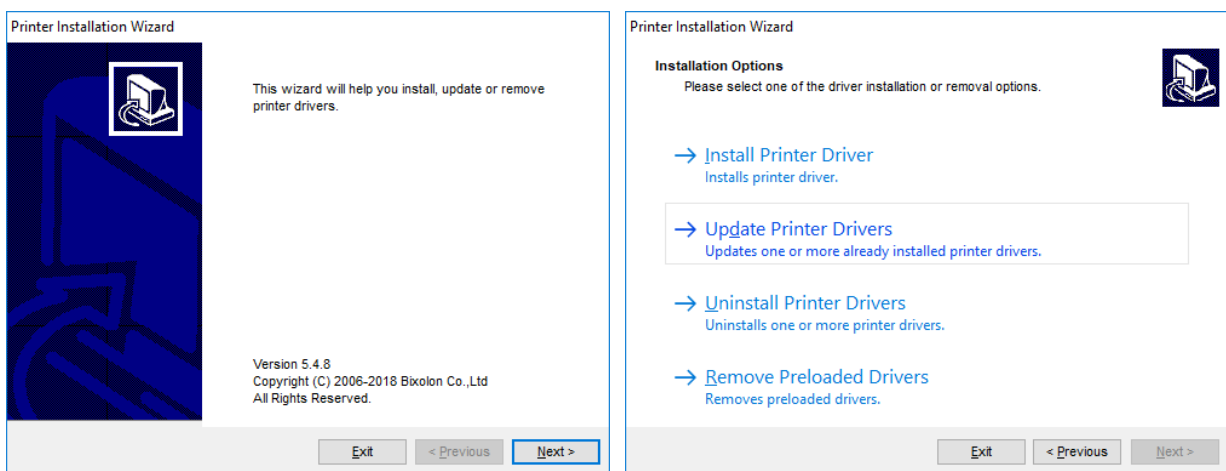 Printer Installation Wizard
This wizard will help you install, update or remove
printer drivers.
Version 5.4.8
Copyright (C) 2006-2018 Bixolon Co.,Ltd
All Rights Reserved.
Exit
< Previous
Next >
Printer Installation Wizard
Installation Options
Please select one of the driver installation or removal options.
Install Printer Driver
Installs printer driver.
Update Printer Drivers
Updates one or more already installed printer drivers.
Uninstall Printer Drivers
Uninstalls one or more printer drivers.
Remove Preloaded Drivers
Removes preloaded drivers.
Exit
< Previous
Next >